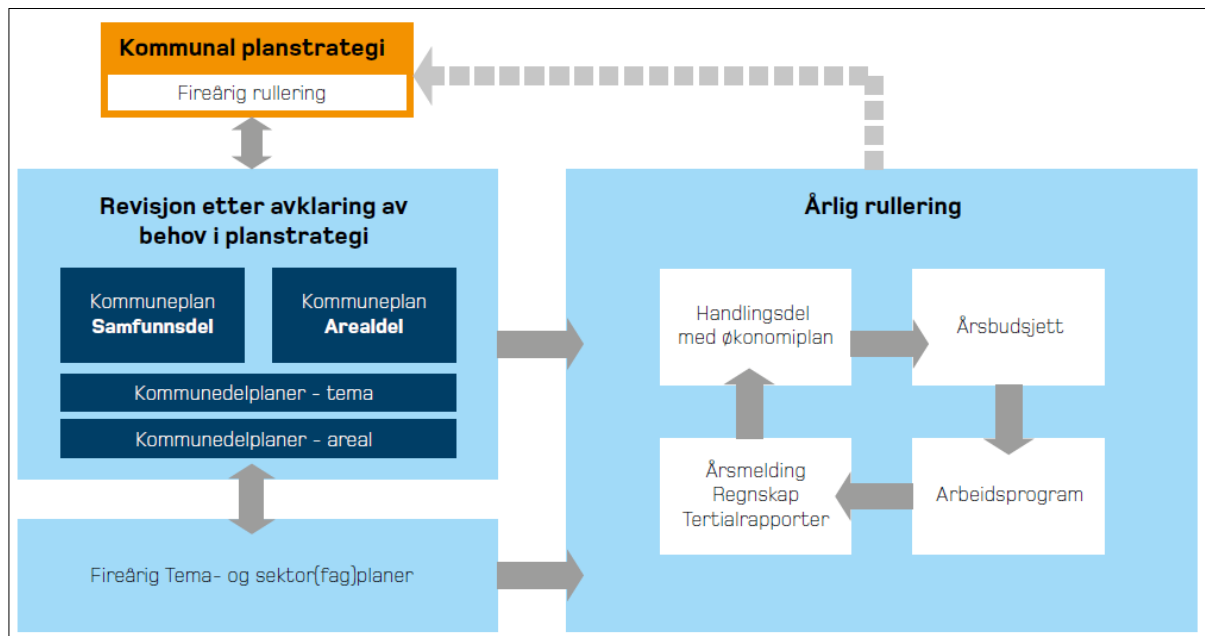 Kommunal planstrategi
Fireårig rullering
Revisjon etter avklaring av
behov i planstrategi
Kommuneplan
Samfunnsdel
Kommuneplan
Arealdel
Kommunedelplaner - tema
Kommunedelplaner - areal
Fireårig Tema- og sektor(fag)planer
Årlig rullering
Handlingsdel
med økonomiplan
Årsbudsjett
Årsmelding
Regnskap
Tertialrapporter
Arbeidsprogram